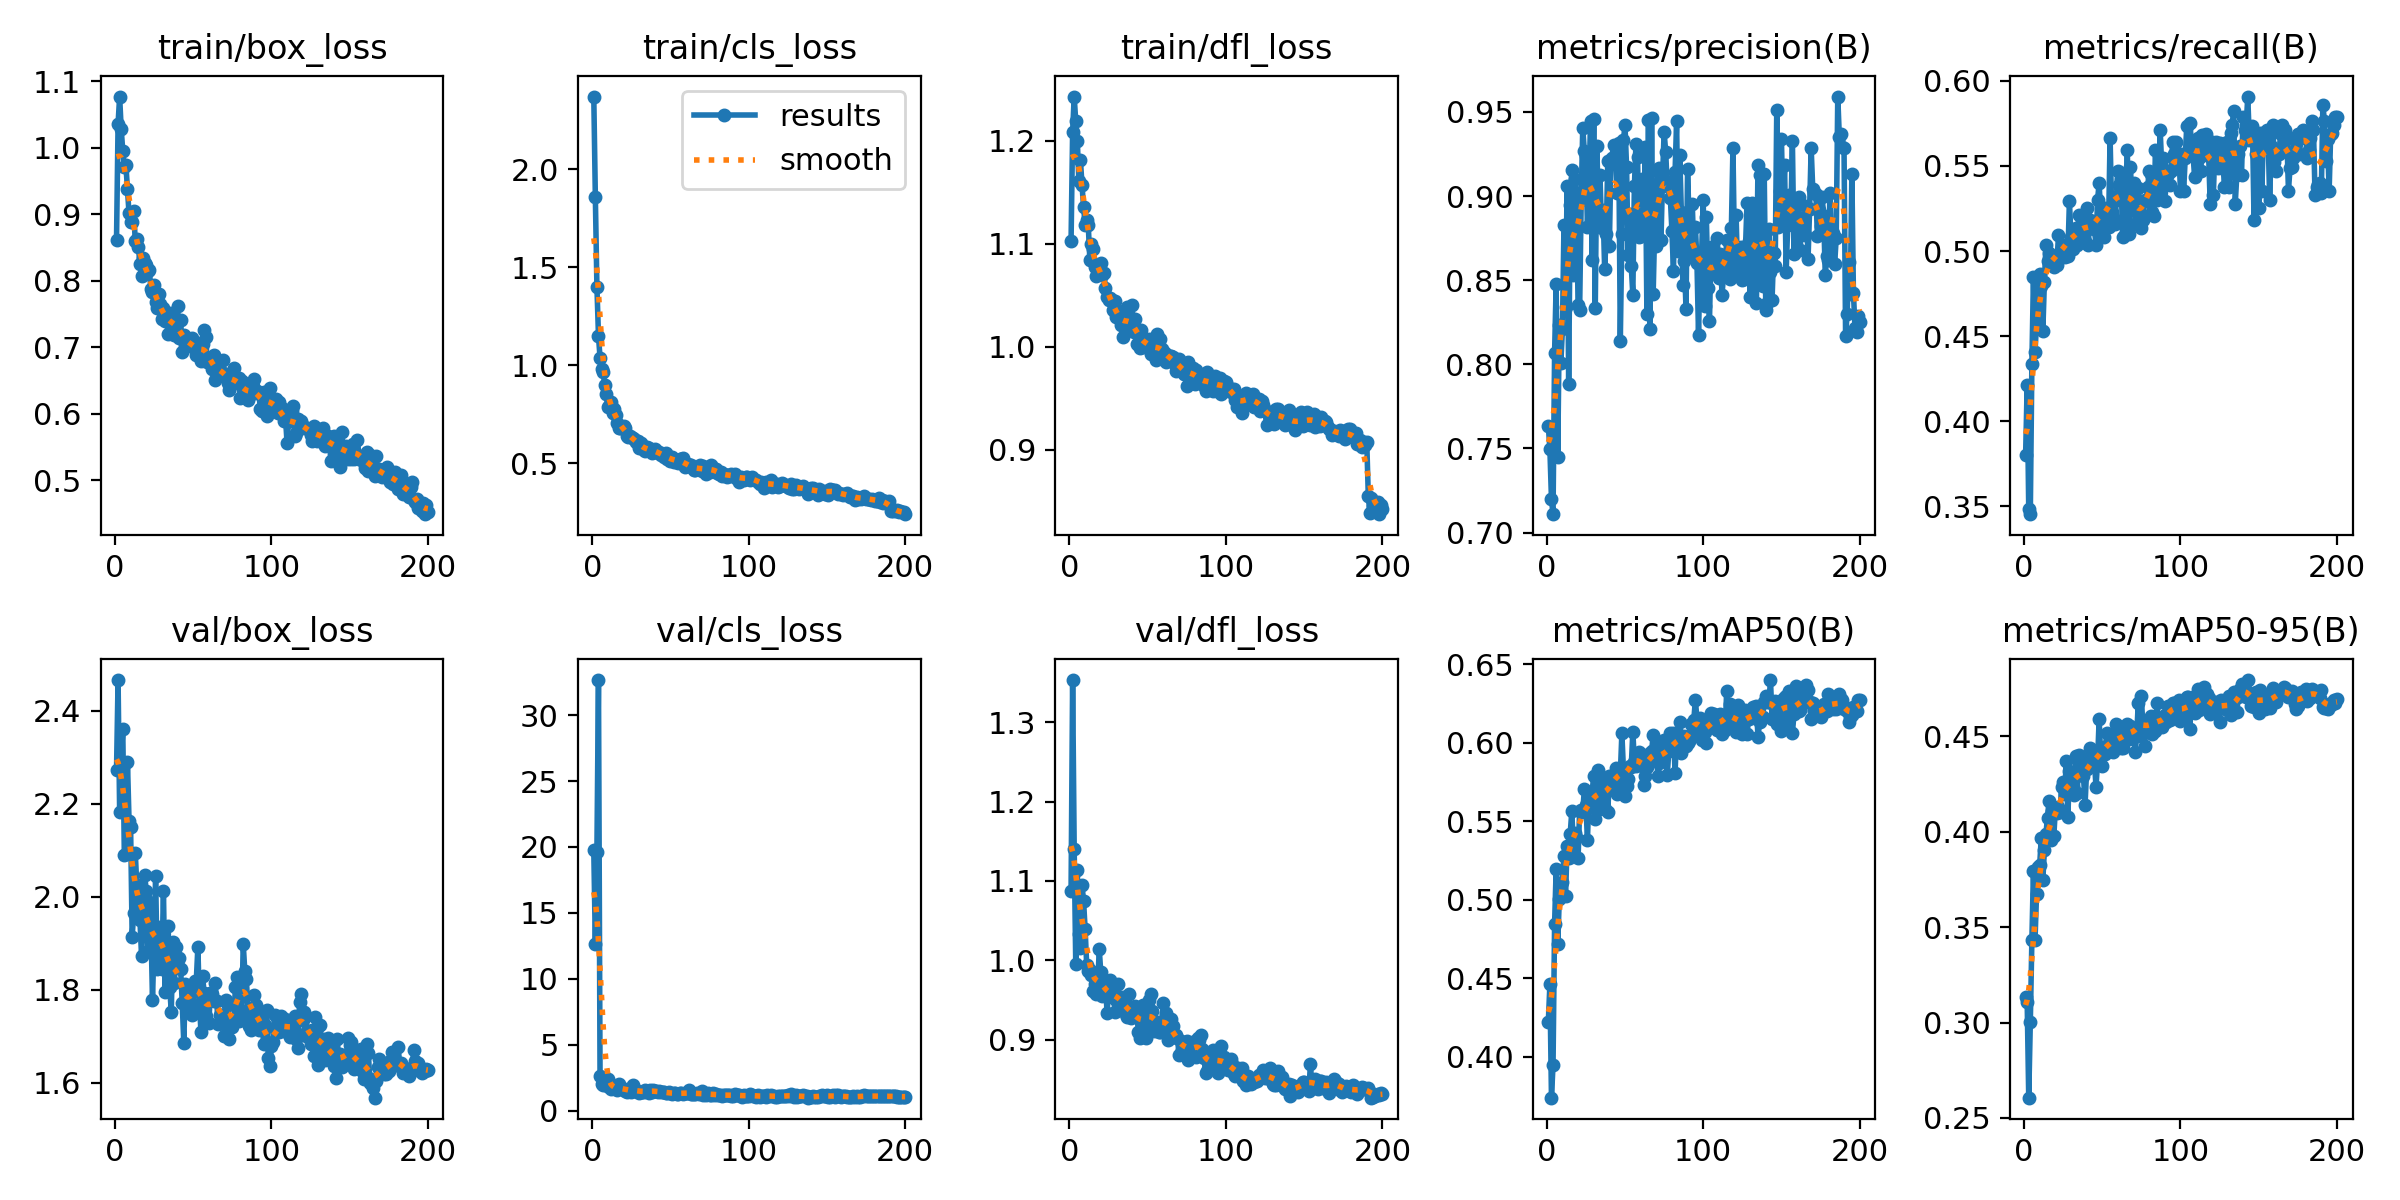 train/box_loss
1.1
1.0
0.9
0.8
0.7
0.6
0.5
0 100 200
train/cls_loss
results
smooth
2.0
1.5
1.0
0.5
0 100 200
train/dfl_loss
1.2
1.1
1.0
0.9
0 100 200
metrics/precision(B)
0.95
0.90
0.85
0.80
0.75
0.70
0 100 200
metrics/recall(B)
0.60
0.55
0.50
0.45
0.40
0.35
0 100 200
val/box_loss
2.4
2.2
2.0
1.8
1.6
0 100 200
val/cls_loss
30
25
20
15
10
5
0
0 100 200
val/dfl_loss
1.3
1.2
1.1
1.0
0.9
0 100 200
metrics/mAP50(B)
0.65
0.60
0.55
0.50
0.45
0.40
0 100 200
metrics/mAP50-95(B)
0.45
0.40
0.35
0.30
0.25
0 100 200